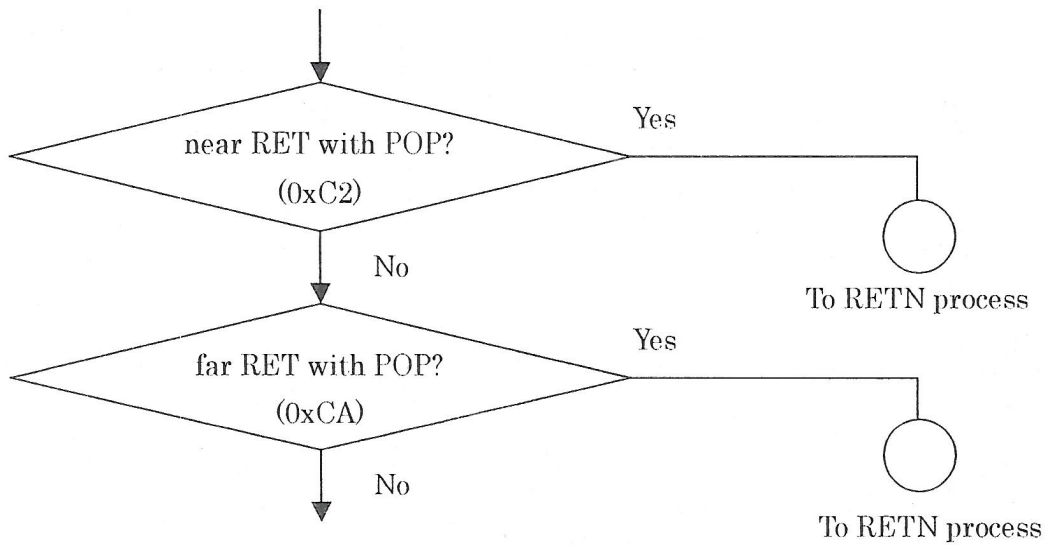 near RET with POP?
(0xC2)
Yes
No
To RETN process
far RET with POP?
(0xCA)
Yes
No
To RETN process